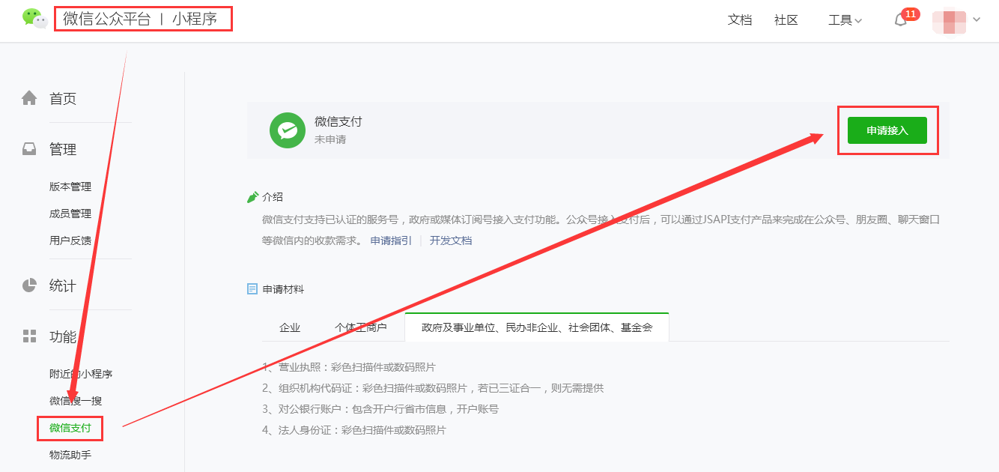 微信公众平台 | 小程序
文档 社区 工具 11
首页
管理
版本管理
成员管理
用户反馈
统计
功能
附近的小程序
微信搜一搜
微信支付
物流助手
微信支付
未申请
申请接入
介绍
微信支付支持已认证的服务号，政府或媒体订阅号接入支付功能。公众号接入支付后，可以通过JSAPI支付产品来完成在公众号、朋友圈、聊天窗口
等微信内的收款需求。 申请指引 | 开发文档
申请材料
企业 个体工商户 政府及事业单位、民办非企业、社会团体、基金会
1、营业执照：彩色扫描件或数码照片
2、组织机构代码证：彩色扫描件或数码照片，若已三证合一，则无需提供
3、对公银行账户：包含开户行省市信息，开户账号
4、法人身份证：彩色扫描件或数码照片